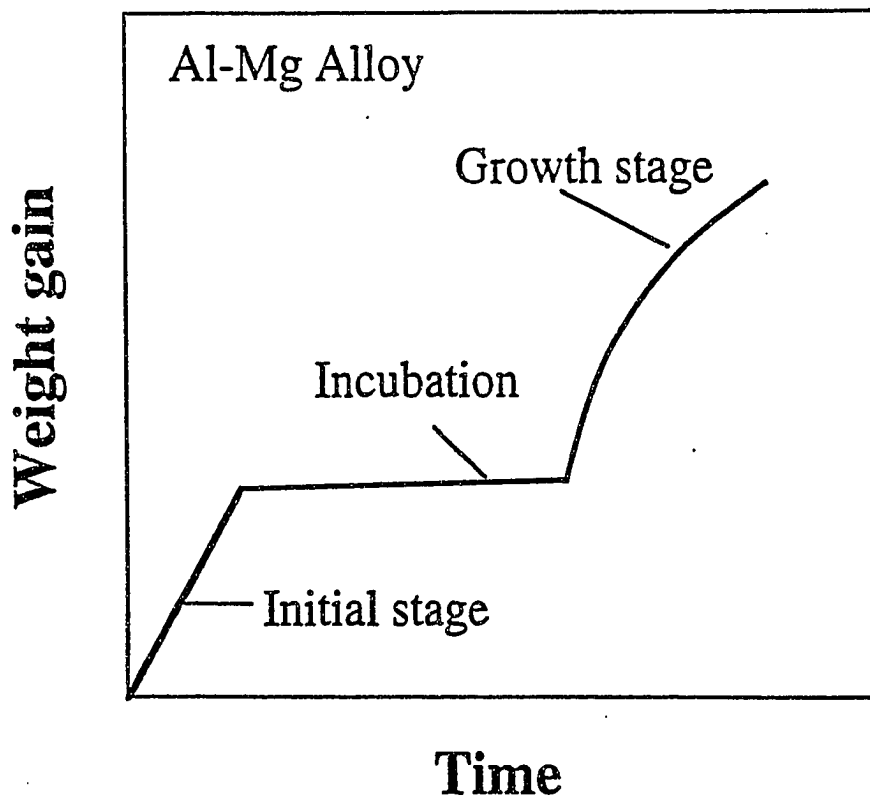 Al-Mg Alloy
Growth stage
Weight gain
Incubation
Initial stage
Time